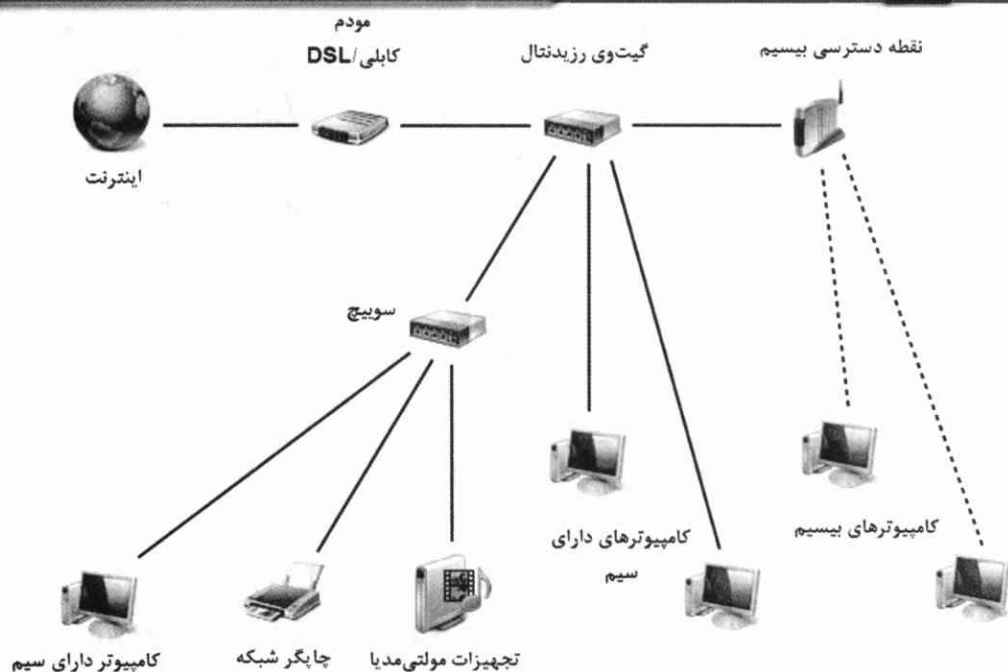 مودم
کابلی/DSL
گیت‌وی رزیدنتال
نقطه دسترسی بیسیم
اینترنت
سوییچ
کامپیوترهای دارای
سیم
کامپیوترهای بیسیم
کامپیوتر دارای سیم
چاپگر شبکه
تجهیزات مولتی‌مدیا